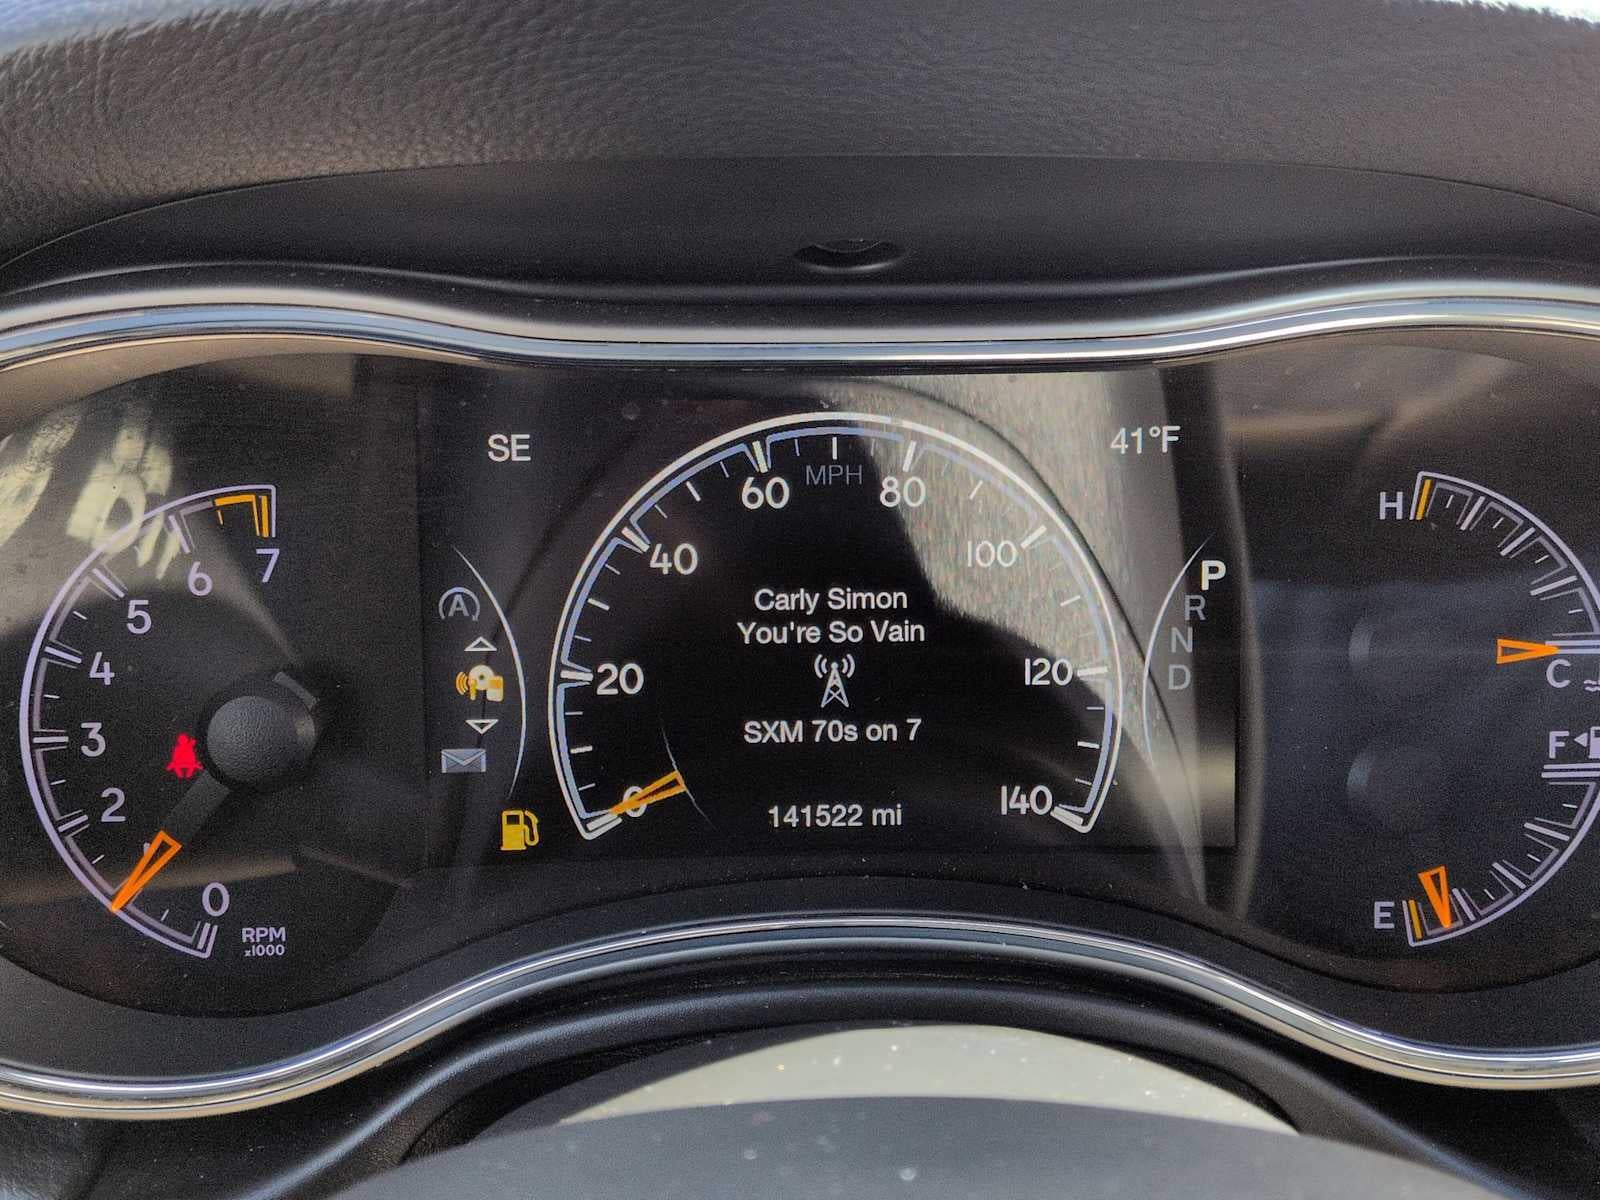 SE
41°F
MPH
0
20
40
60
80
100
120
140
Carly Simon
You're So Vain
SXM 70s on 7
141522 mi
A
P
R
N
D
7
6
5
4
3
2
1
0
RPM
x1000
H
C
F
E